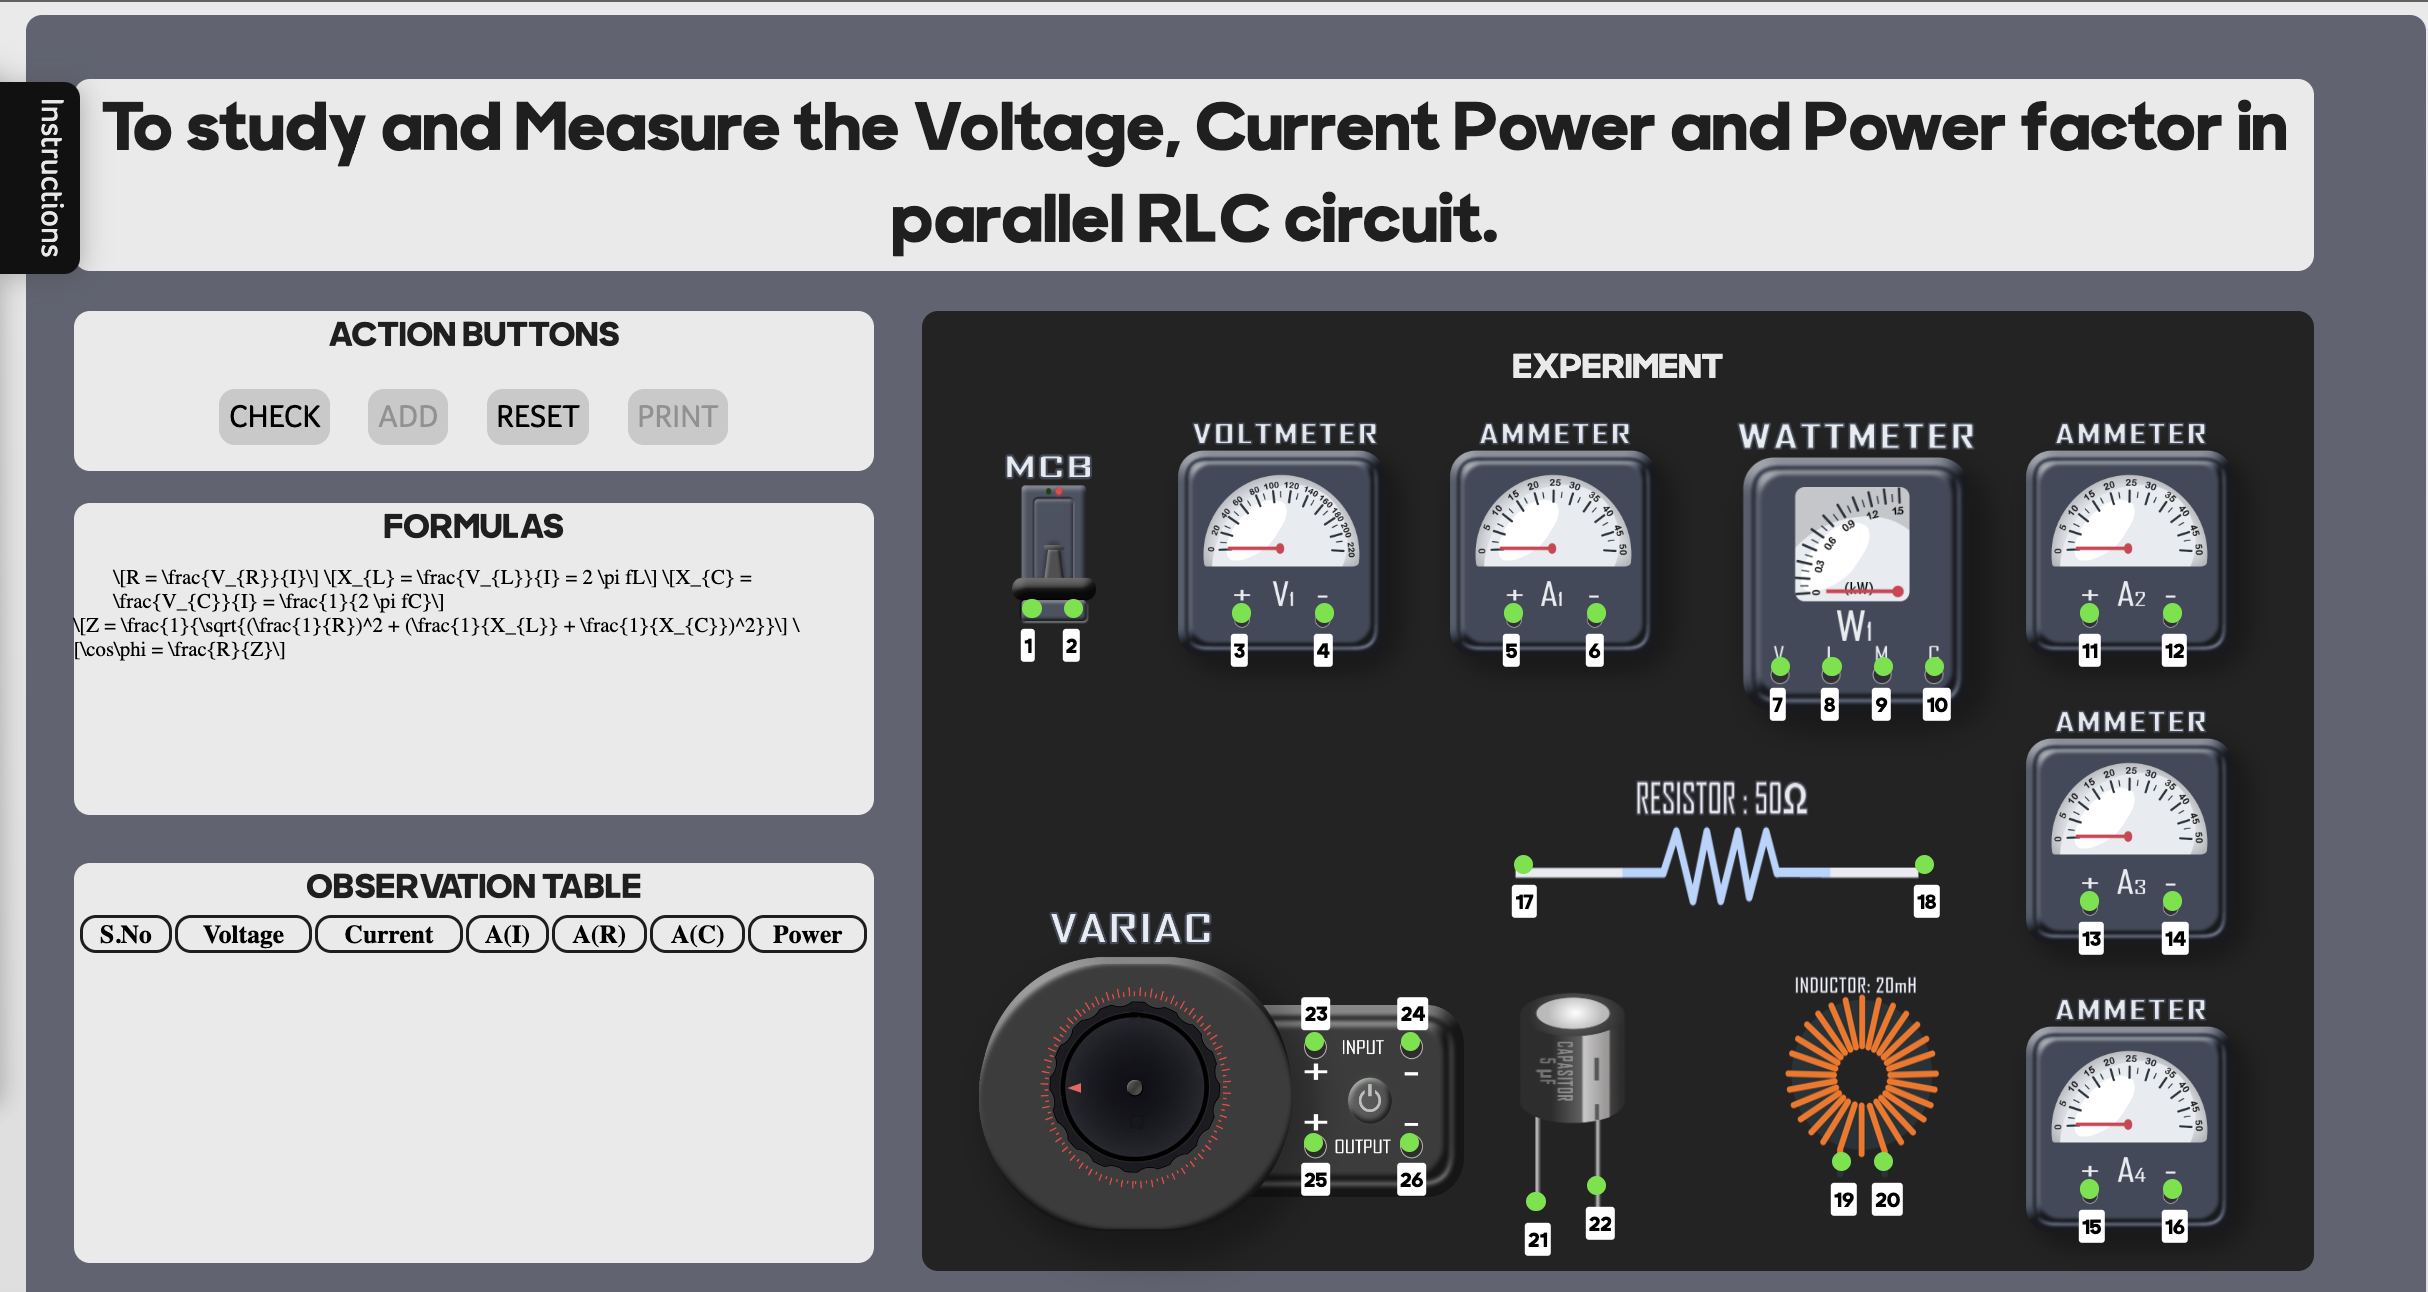 Instructions
To study and Measure the Voltage, Current Power and Power factor in
parallel RLC circuit.
ACTION BUTTONS
CHECK ADD RESET PRINT
FORMULAS
\[R = \frac{V_{R}}{I}\] \[X_{L} = \frac{V_{L}}{I} = 2 \pi fL\] \[X_{C} =
\frac{V_{C}}{I} = \frac{1}{2 \pi fC}\]
\[Z = \frac{1}{\sqrt{(\frac{1}{R})^2 + (\frac{1}{X_{L}} + \frac{1}{X_{C}})^2}}\] \
[\cos\phi = \frac{R}{Z}\]
OBSERVATION TABLE
S.No Voltage Current A(I) A(R) A(C) Power
EXPERIMENT
MCB
1 2
VOLTMETER
0 20 40 60 80 100 120 140 160 180 200 220
+ V1 -
3 4
AMMETER
0 5 10 15 20 25 30 35 40 45 50
+ A1 -
5 6
WATTMETER
0 0.3 0.6 0.9 1.2 1.5
(kW)
W1
V L M C
7 8 9 10
AMMETER
0 5 10 15 20 25 30 35 40 45 50
+ A2 -
11 12
AMMETER
0 5 10 15 20 25 30 35 40 45 50
+ A3 -
13 14
RESISTOR : 50Ω
17 18
VARIAC
23 24
INPUT
+ -
+ -
OUTPUT
25 26
CAPASITOR
5 µF
21 22
INDUCTOR: 20mH
19 20
AMMETER
0 5 10 15 20 25 30 35 40 45 50
+ A4 -
15 16